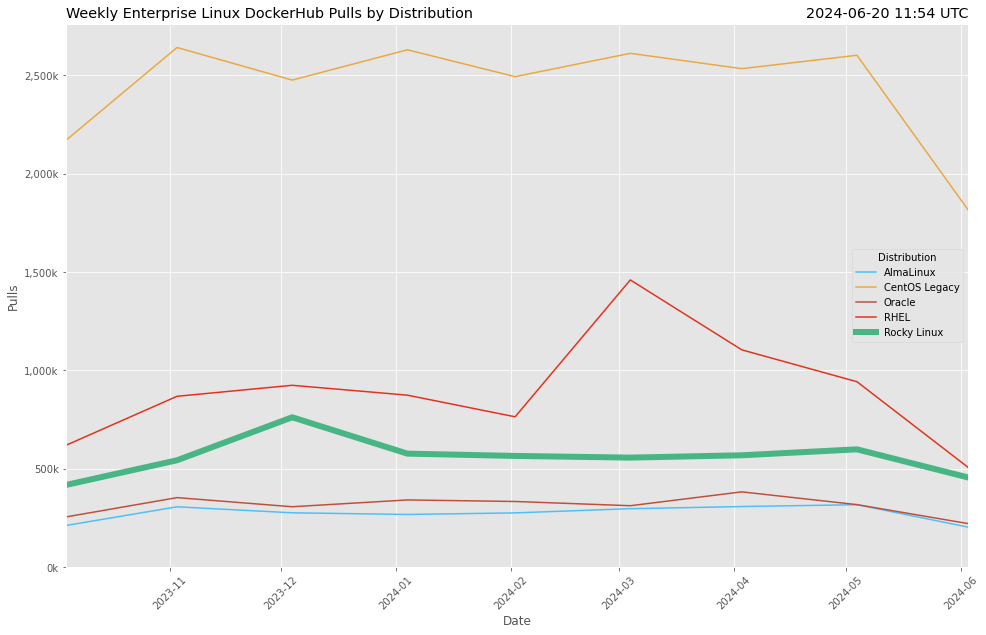 Weekly Enterprise Linux DockerHub Pulls by Distribution
2024-06-20 11:54 UTC
2,500k
2,000k
1,500k
1,000k
500k
0k
Pulls
Distribution
AlmaLinux
CentOS Legacy
Oracle
RHEL
Rocky Linux
2023-11
2023-12
2024-01
2024-02
2024-03
2024-04
2024-05
2024-06
Date